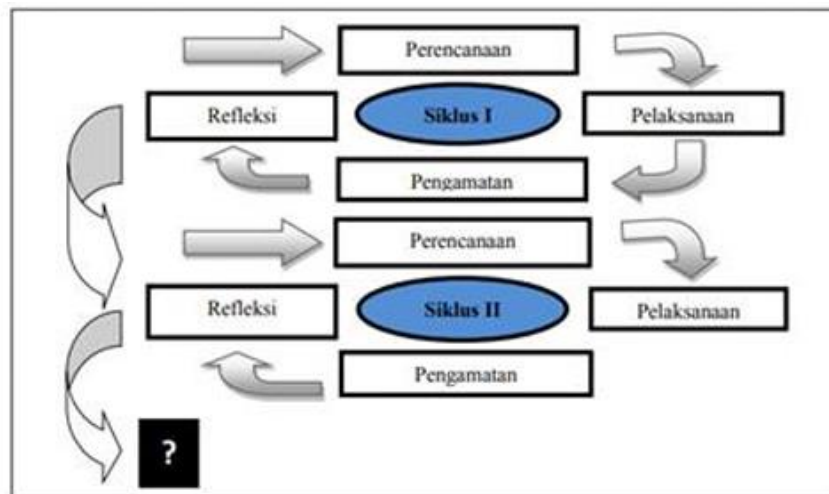 Perencanaan
Refleksi
Siklus I
Pelaksanaan
Pengamatan
Perencanaan
Refleksi
Siklus II
Pelaksanaan
Pengamatan
?